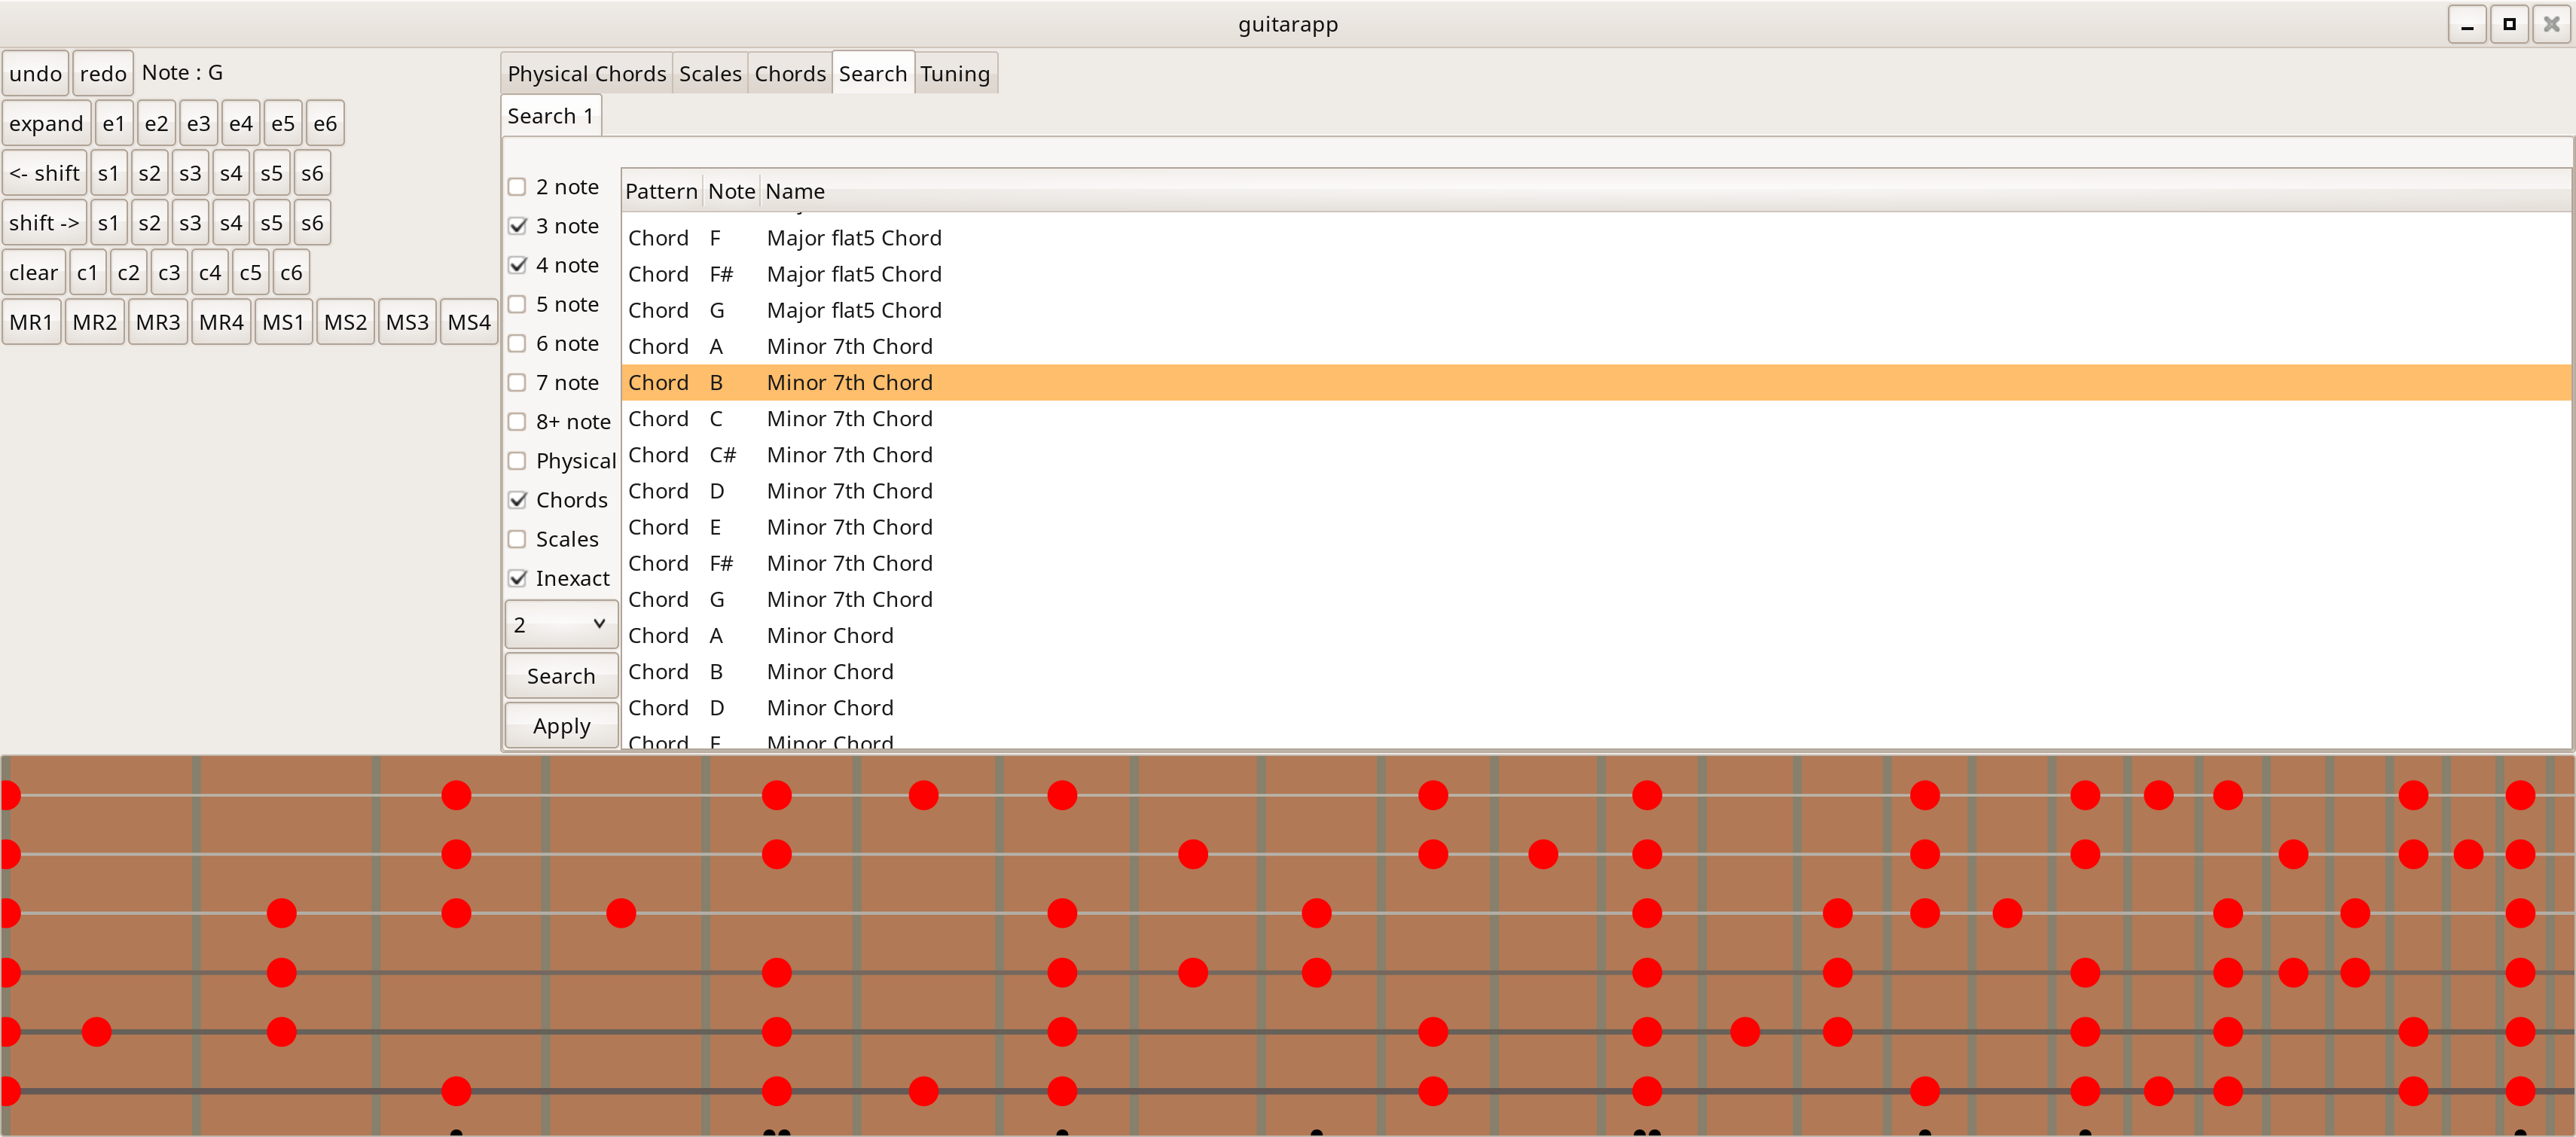 guitarapp
undo redo Note : G
expand e1 e2 e3 e4 e5 e6
<- shift s1 s2 s3 s4 s5 s6
shift -> s1 s2 s3 s4 s5 s6
clear c1 c2 c3 c4 c5 c6
MR1 MR2 MR3 MR4 MS1 MS2 MS3 MS4
Physical Chords Scales Chords Search Tuning
Search 1
2 note
3 note
4 note
5 note
6 note
7 note
8+ note
Physical
Chords
Scales
Inexact
2
Search
Apply
Pattern Note Name
Chord F Major flat5 Chord
Chord F# Major flat5 Chord
Chord G Major flat5 Chord
Chord A Minor 7th Chord
Chord B Minor 7th Chord
Chord C Minor 7th Chord
Chord C# Minor 7th Chord
Chord D Minor 7th Chord
Chord E Minor 7th Chord
Chord F# Minor 7th Chord
Chord G Minor 7th Chord
Chord A Minor Chord
Chord B Minor Chord
Chord D Minor Chord
Chord Minor Chord